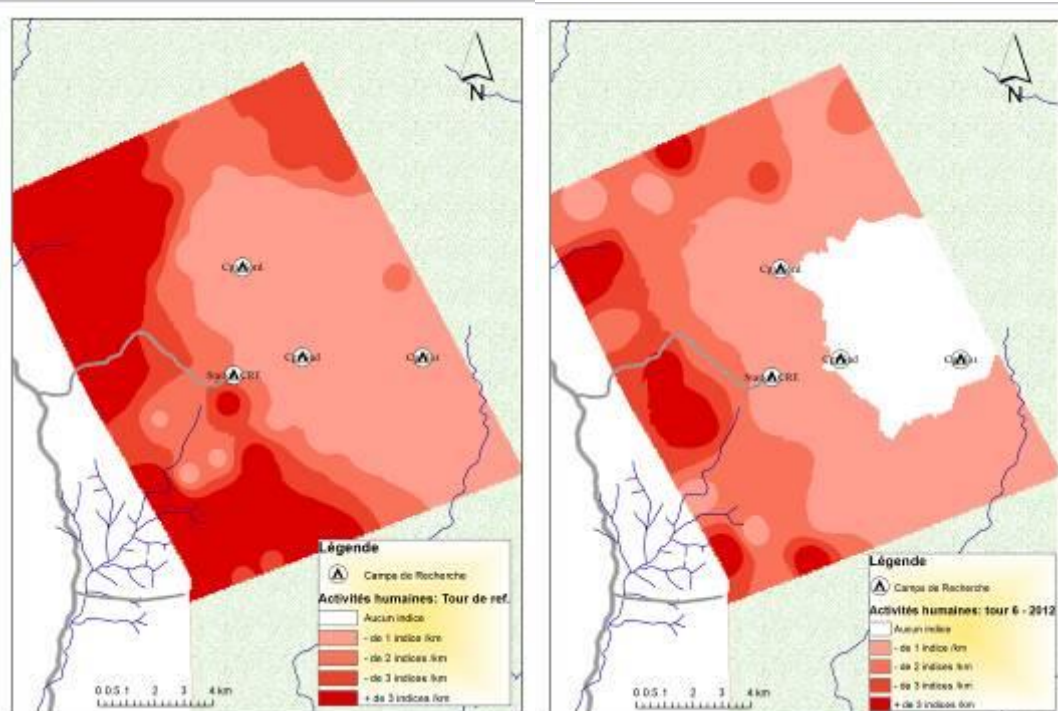 N
Légende
Camps de Recherche
Activités humaines: Tour de ref.
Aucun indice
- de 1 indice /km
- de 2 indices /km
- de 3 indices /km
+ de 3 indices /km
0 0.5 1 2 3 4 km
N
Légende
Camps de Recherche
Activités humaines: tour 6 - 2012
Aucun indice
- de 1 indice /km
- de 2 indices /km
- de 3 indices /km
+ de 3 indices /km
0 0.5 1 2 3 4 km